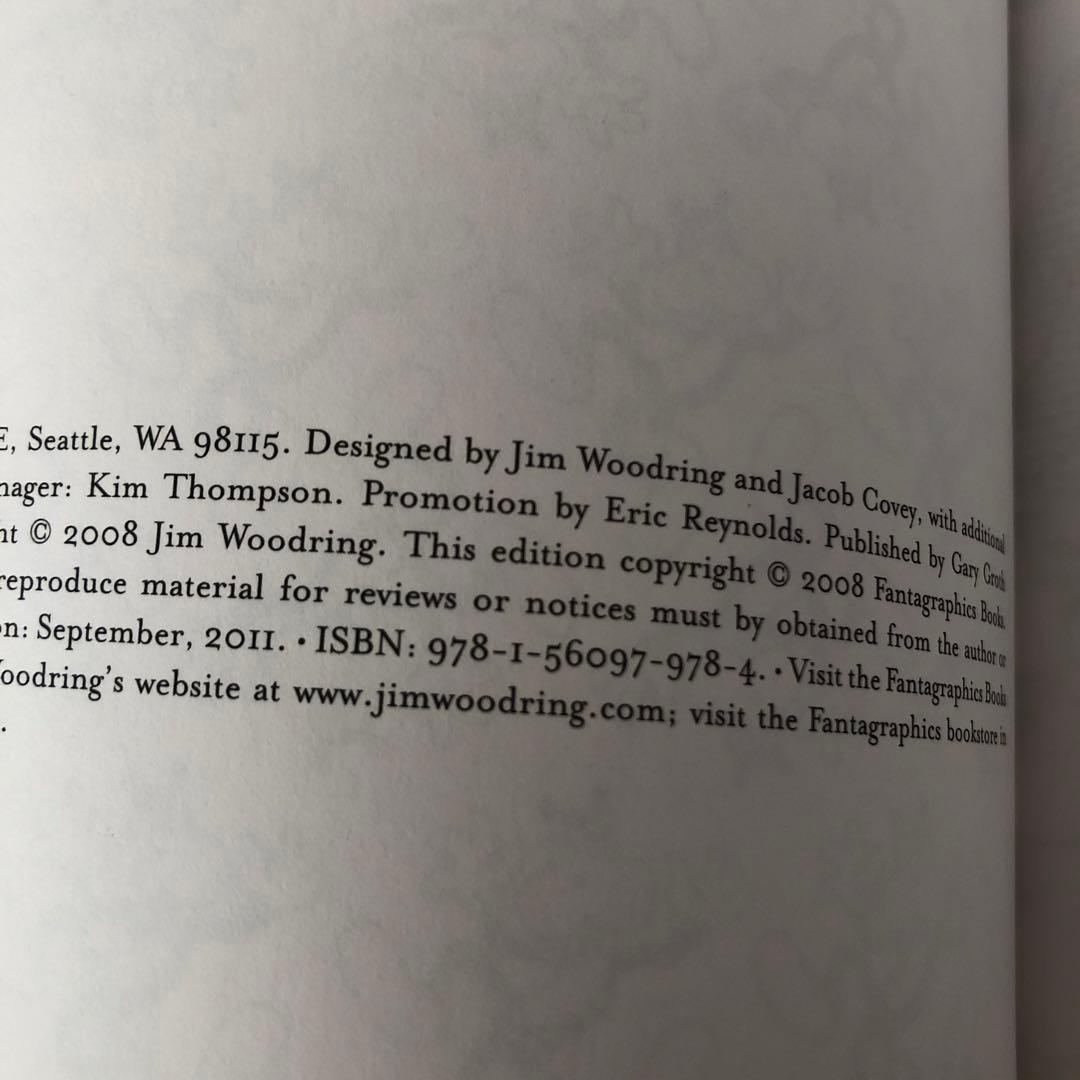 E, Seattle, WA 98115. Designed by Jim Woodring and Jacob Covey, with additional
nager: Kim Thompson. Promotion by Eric Reynolds. Published by Gary Groth
ht © 2008 Jim Woodring. This edition copyright © 2008 Fantagraphics Books.
reproduce material for reviews or notices must by obtained from the author or
on: September, 2011. • ISBN: 978-1-56097-978-4. • Visit the Fantagraphics Books
oodring's website at www.jimwoodring.com; visit the Fantagraphics bookstore in
.